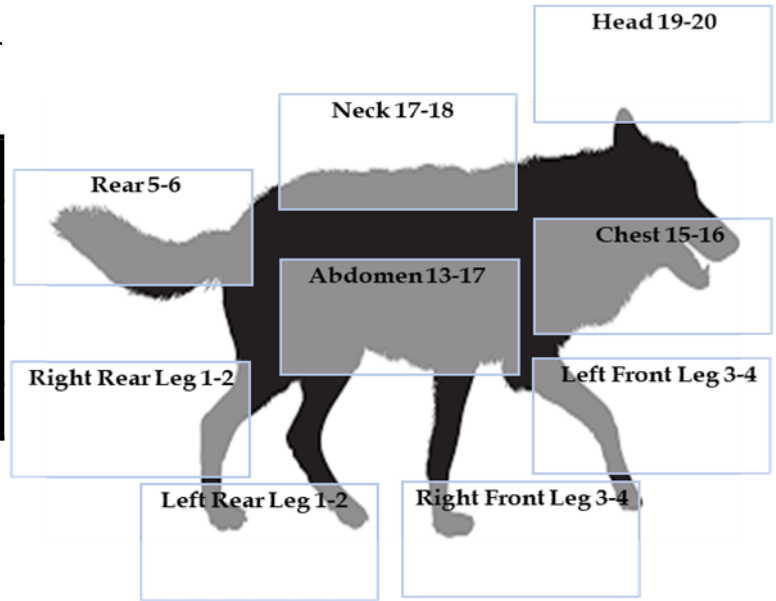 Head 19-20
Neck 17-18
Rear 5-6
Chest 15-16
Abdomen 13-17
Right Rear Leg 1-2
Left Front Leg 3-4
Left Rear Leg 1-2
Right Front Leg 3-4